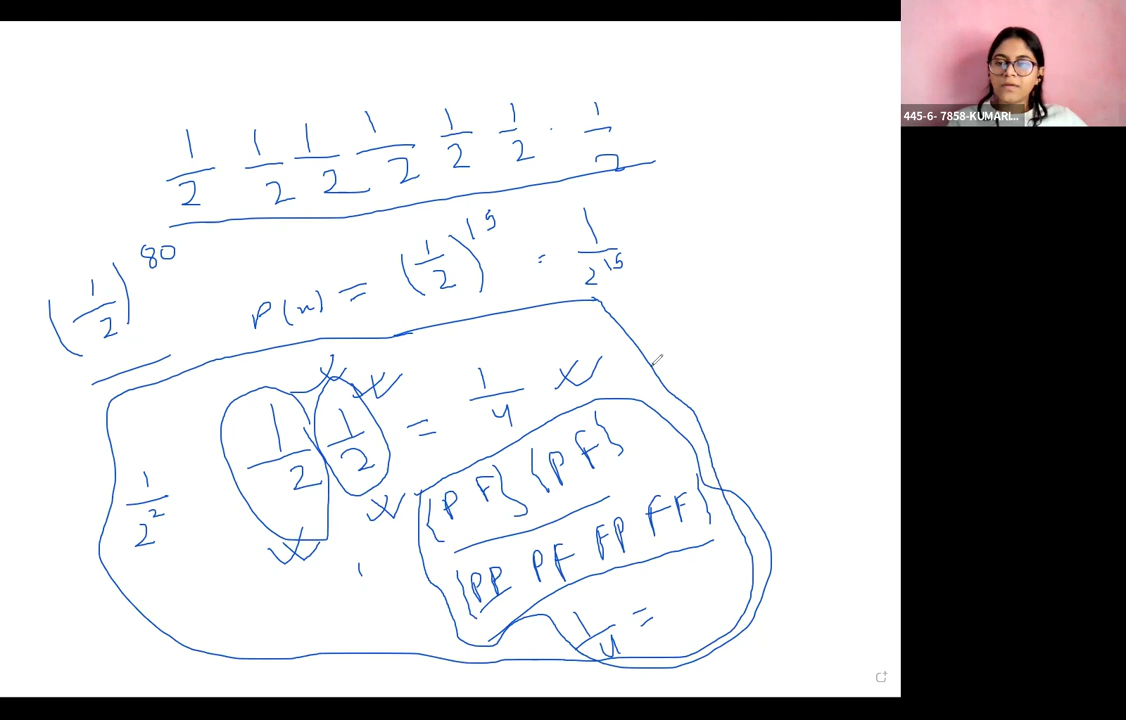 1/2 1/2 1/2 1/2 1/2 1/2 . 1/2
(1/2)^80
P(x) = (1/2)^15 = 1/2^15
1/2 1/2 = 1/4
1/2^2
{P F} {P F}
{PP PF FP FF}
1/4 =
445-6- 7858-KUMARI...